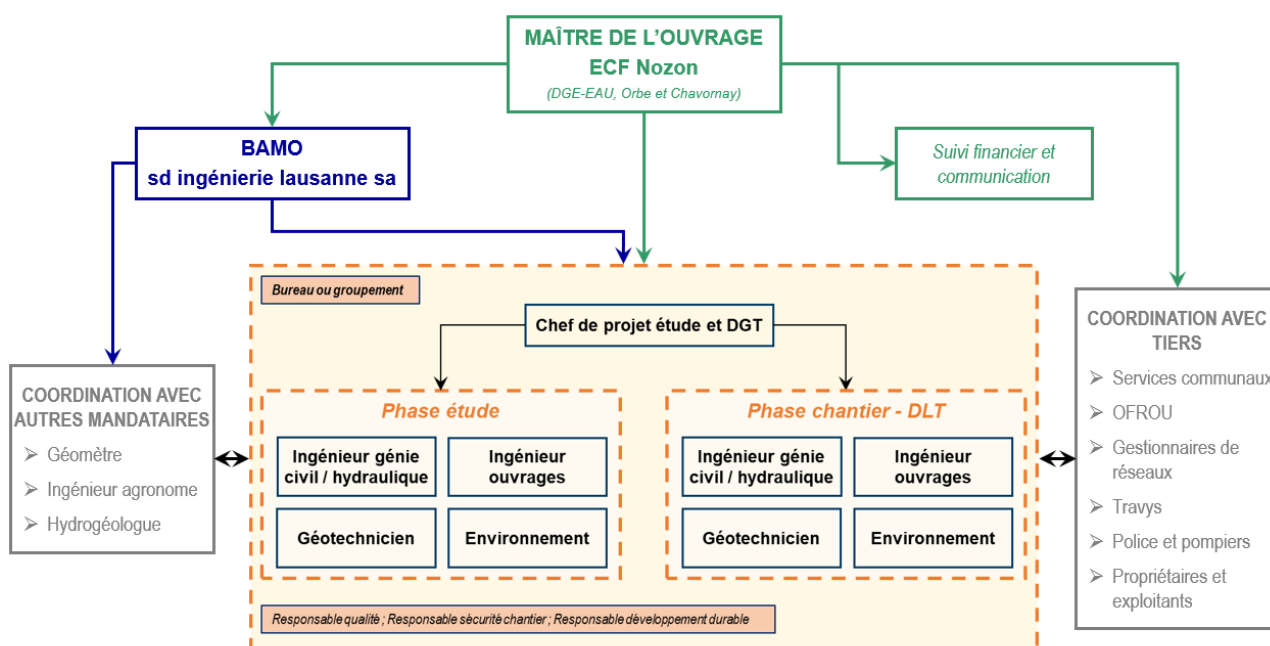 MAÎTRE DE L'OUVRAGE
ECF Nozon
(DGE-EAU, Orbe et Chavornay)
BAMO
sd ingénierie lausanne sa
Suivi financier et
communication
Bureau ou groupement
Chef de projet étude et DGT
COORDINATION AVEC
AUTRES MANDATAIRES
➢ Géomètre
➢ Ingénieur agronome
➢ Hydrogéologue
Phase étude
Ingénieur génie
civil / hydraulique
Ingénieur
ouvrages
Géotechnicien
Environnement
Phase chantier - DLT
Ingénieur génie
civil / hydraulique
Ingénieur
ouvrages
Géotechnicien
Environnement
COORDINATION AVEC
TIERS
➢ Services communaux
➢ OFROU
➢ Gestionnaires de
réseaux
➢ Travys
➢ Police et pompiers
➢ Propriétaires et
exploitants
Responsable qualité ; Responsable sécurité chantier ; Responsable développement durable